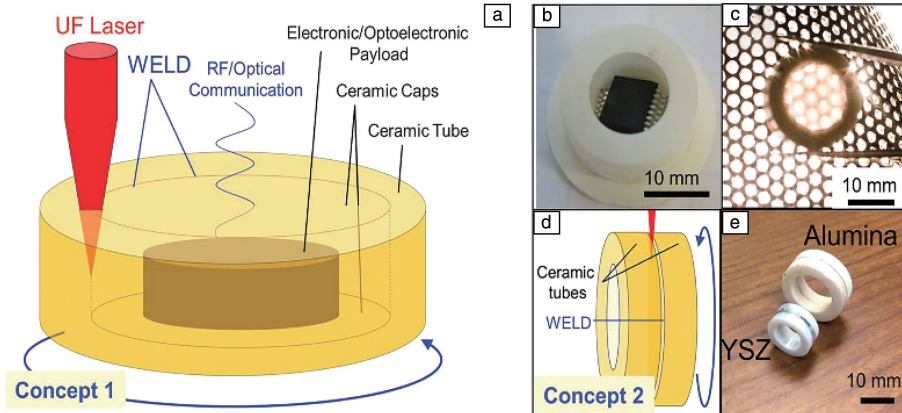 a
UF Laser
WELD
RF/Optical
Communication
Electronic/Optoelectronic
Payload
Ceramic Caps
Ceramic Tube
Concept 1
b
10 mm
c
10 mm
d
Ceramic
tubes
WELD
Concept 2
e
Alumina
YSZ
10 mm